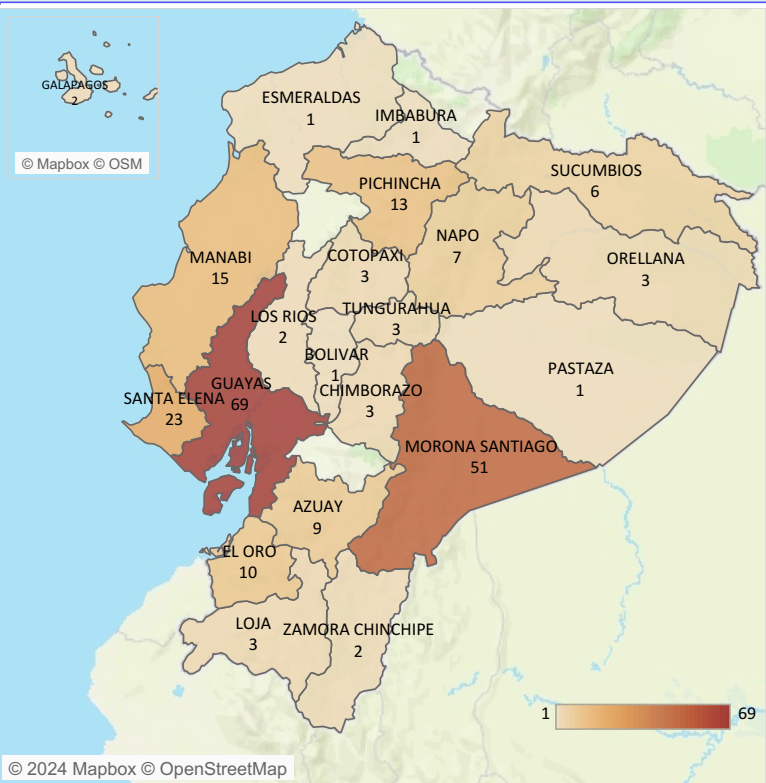 GALAPAGOS
2
© Mapbox © OSM
ESMERALDAS
1
IMBABURA
1
SUCUMBIOS
6
PICHINCHA
13
NAPO
7
MANABI
15
COTOPAXI
3
ORELLANA
3
LOS RIOS
2
TUNGURAHUA
3
BOLIVAR
1
PASTAZA
1
SANTA ELENA
23
GUAYAS
69
CHIMBORAZO
3
MORONA SANTIAGO
51
AZUAY
9
EL ORO
10
LOJA
3
ZAMORA CHINCHIPE
2
1 69
© 2024 Mapbox © OpenStreetMap